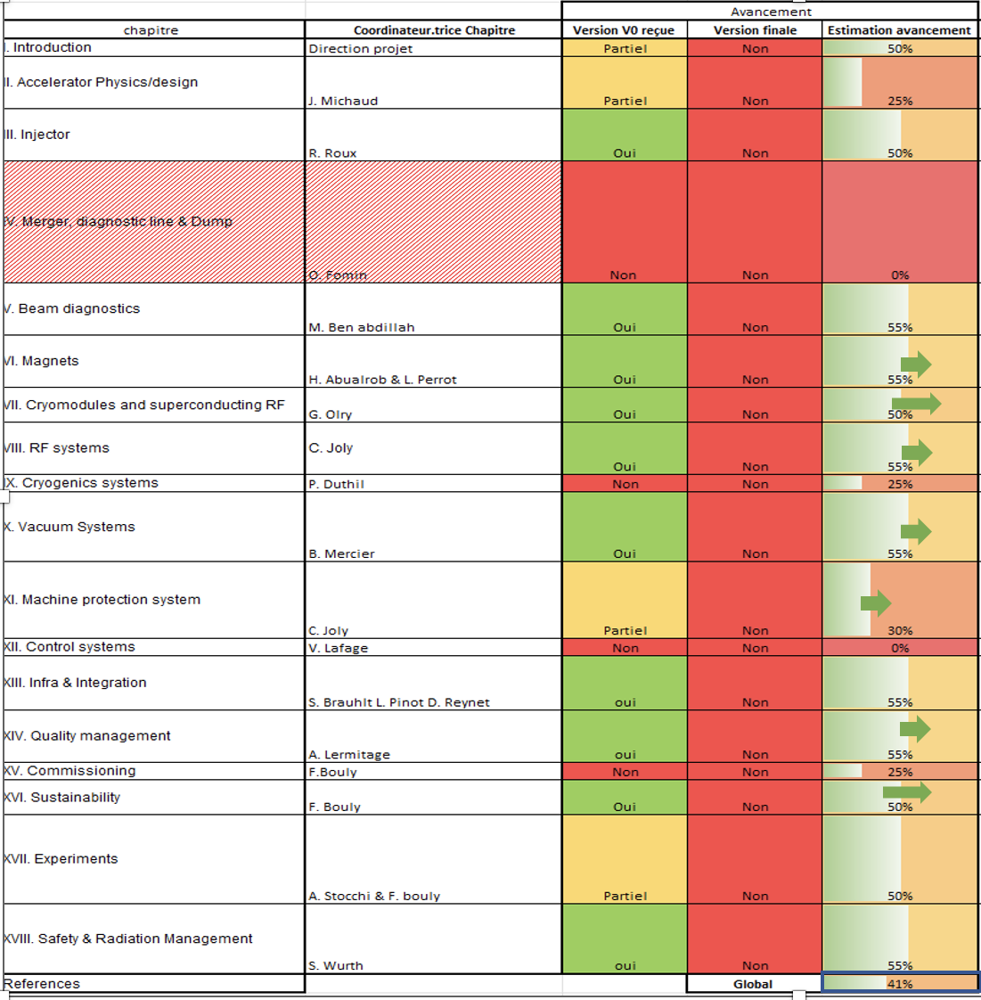 Avancement
chapitre Coordinateur.trice Chapitre Version V0 reçue Version finale Estimation avancement
I. Introduction Direction projet Partiel Non 50%
II. Accelerator Physics/design J. Michaud Partiel Non 25%
III. Injector R. Roux Oui Non 50%
IV. Merger, diagnostic line & Dump O. Fomin Non Non 0%
V. Beam diagnostics M. Ben abdillah Oui Non 55%
VI. Magnets H. Abualrob & L. Perrot Oui Non 55%
VII. Cryomodules and superconducting RF G. Olry Oui Non 50%
VIII. RF systems C. Joly Oui Non 55%
IX. Cryogenics systems P. Duthil Non Non 25%
X. Vacuum Systems B. Mercier Oui Non 55%
XI. Machine protection system C. Joly Partiel Non 30%
XII. Control systems V. Lafage Non Non 0%
XIII. Infra & Integration S. Brauhlt L. Pinot D. Reynet oui Non 55%
XIV. Quality management A. Lermitage oui Non 55%
XV. Commissioning F.Bouly Non Non 25%
XVI. Sustainability F. Bouly Oui Non 50%
XVII. Experiments A. Stocchi & F. bouly Partiel Non 50%
XVIII. Safety & Radiation Management S. Wurth oui Non 55%
References Global 41%